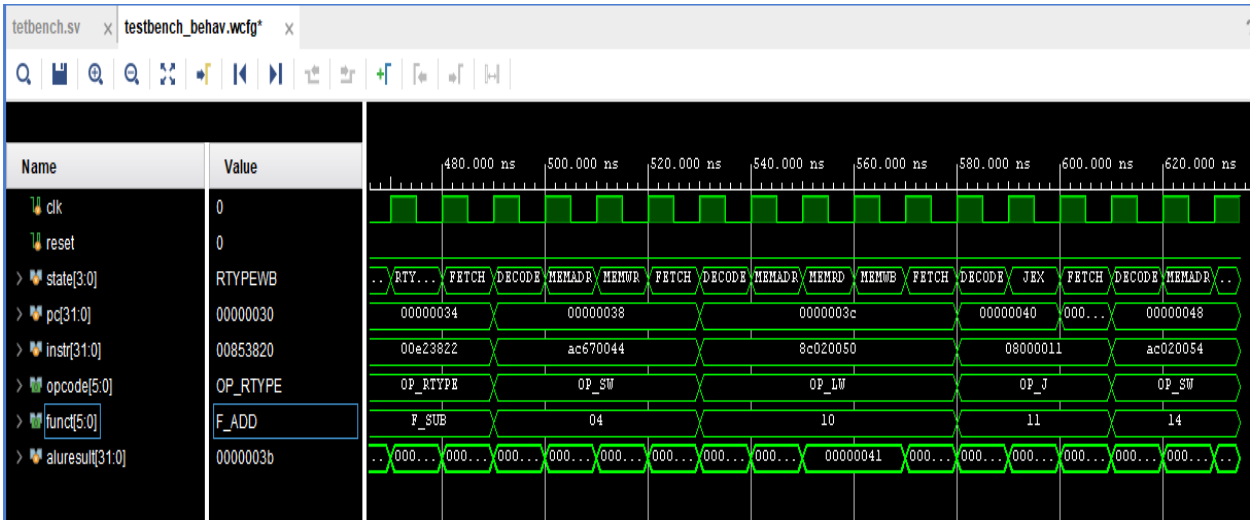 tetbench.sv × testbench_behav.wcfg* ×
Name Value 480.000 ns 500.000 ns 520.000 ns 540.000 ns 560.000 ns 580.000 ns 600.000 ns 620.000 ns
clk 0
reset 0
state[3:0] RTYPEWB .. RTY... FETCH DECODE MEMADR MEMWR FETCH DECODE MEMADR MEMRD MEMWB FETCH DECODE JEX FETCH DECODE MEMADR ..
pc[31:0] 00000030 00000034 00000038 0000003c 00000040 000... 00000048
instr[31:0] 00853820 00e23822 ac670044 8c020050 08000011 ac020054
opcode[5:0] OP_RTYPE OP_RTYPE OP_SW OP_LW OP_J OP_SW
funct[5:0] F_ADD F_SUB 04 10 11 14
aluresult[31:0] 0000003b .. 000... 000... 000... 000... 000... 000... 000... 000... 00000041 000... 000... 000... 000... 000... 000... ..